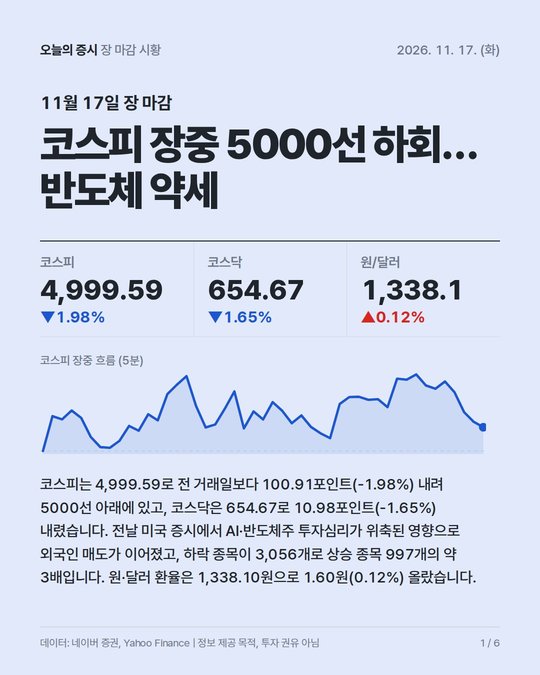 오늘의 증시 장 마감 시황
2026. 11. 17. (화)
11월 17일 장 마감
코스피 장중 5000선 하회…
반도체 약세
코스피
코스닥
원/달러
4,999.59
654.67
1,338.1
▼1.98%
▼1.65%
▲0.12%
코스피 장중 흐름 (5분)
코스피는 4,999.59로 전 거래일보다 100.91포인트(-1.98%) 내려
5000선 아래에 있고, 코스닥은 654.67로 10.98포인트(-1.65%)
내렸습니다. 전날 미국 증시에서 AI·반도체주 투자심리가 위축된 영향으로
외국인 매도가 이어졌고, 하락 종목이 3,056개로 상승 종목 997개의 약
3배입니다. 원·달러 환율은 1,338.10원으로 1.60원(0.12%) 올랐습니다.
데이터: 네이버 증권, Yahoo Finance | 정보 제공 목적, 투자 권유 아님
1 / 6